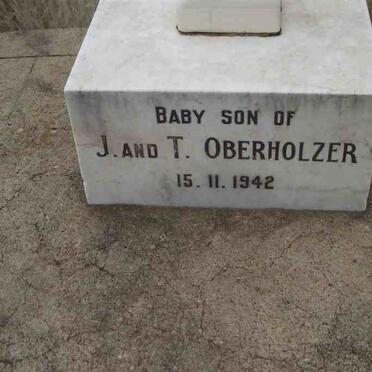 BABY SON OF
J. AND T. OBERHOLZER
15. 11. 1942